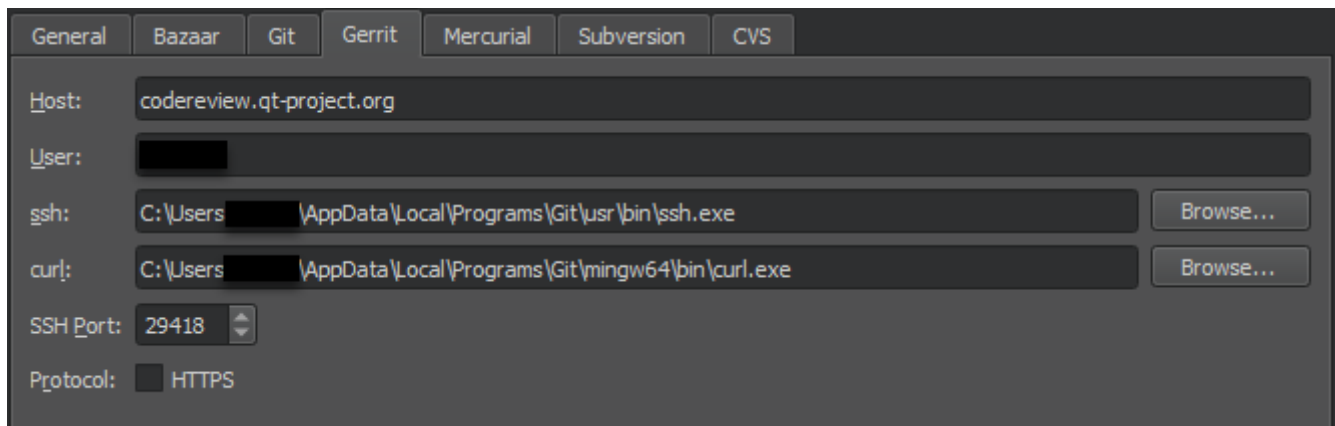 General Bazaar Git Gerrit Mercurial Subversion CVS
Host: codereview.qt-project.org
User:
ssh: C:\Users \AppData\Local\Programs\Git\usr\bin\ssh.exe Browse...
curl: C:\Users \AppData\Local\Programs\Git\mingw64\bin\curl.exe Browse...
SSH Port: 29418
Protocol: HTTPS